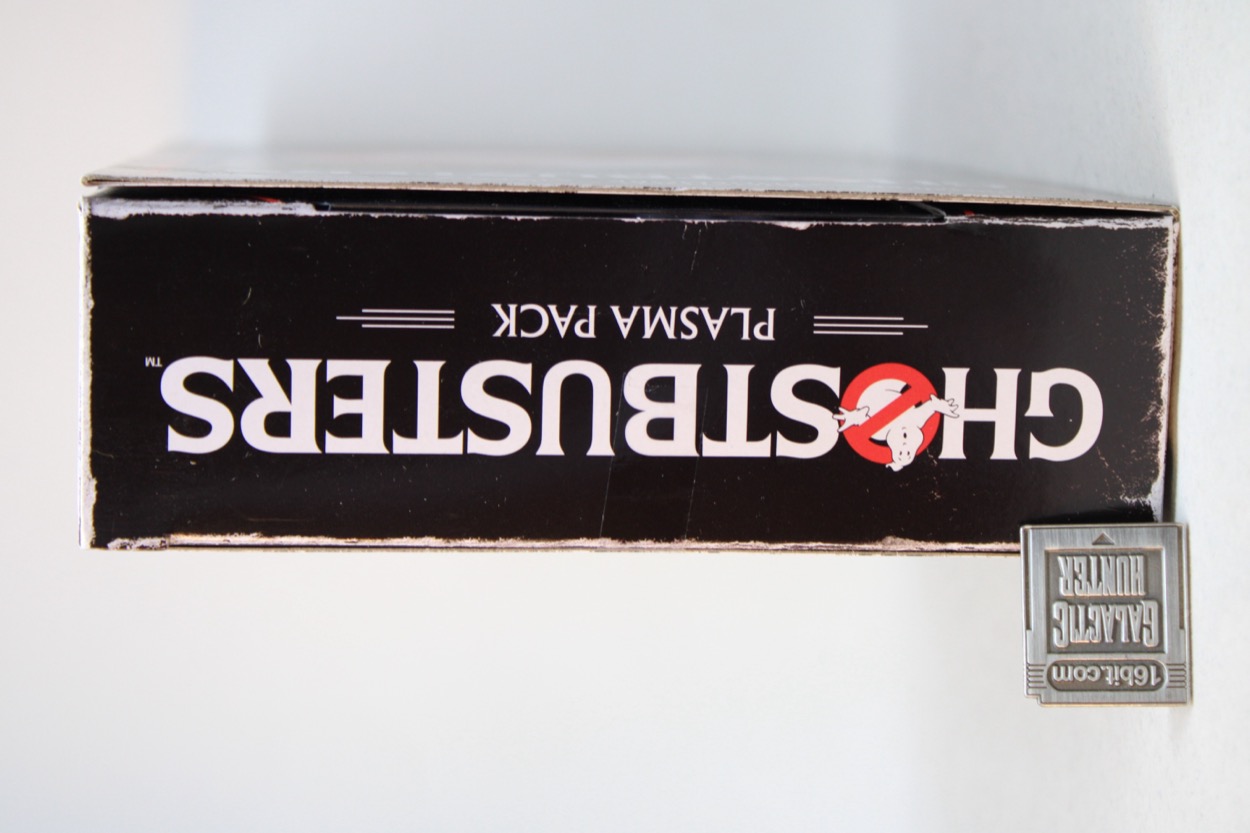 GHOSTBUSTERS™
PLASMA PACK
16bit.com
GALACTIC
HUNTER